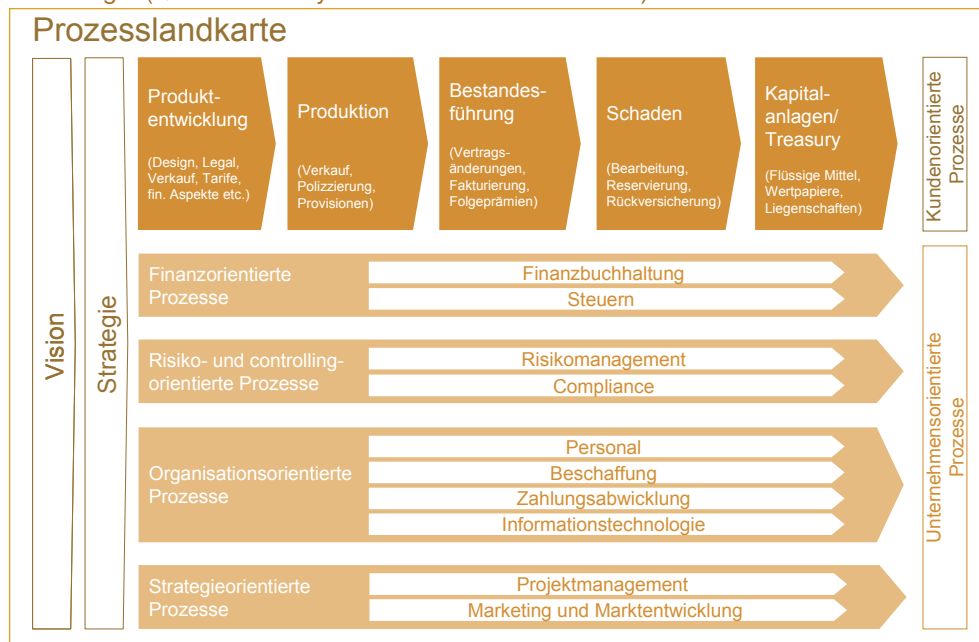 Prozesslandkarte
Vision
Strategie
Produkt-
entwicklung
(Design, Legal,
Verkauf, Tarife,
fin. Aspekte etc.)
Produktion
(Verkauf,
Polizzierung,
Provisionen)
Bestandes-
führung
(Vertrags-
änderungen,
Fakturierung,
Folgeprämien)
Schaden
(Bearbeitung,
Reservierung,
Rückversicherung)
Kapital-
anlagen/
Treasury
(Flüssige Mittel,
Wertpapiere,
Liegenschaften)
Kundenorientierte
Prozesse
Finanzorientierte
Prozesse
Finanzbuchhaltung
Steuern
Risiko- und controlling-
orientierte Prozesse
Risikomanagement
Compliance
Organisationsorientierte
Prozesse
Personal
Beschaffung
Zahlungsabwicklung
Informationstechnologie
Strategieorientierte
Prozesse
Projektmanagement
Marketing und Marktentwicklung
Unternehmensorientierte
Prozesse